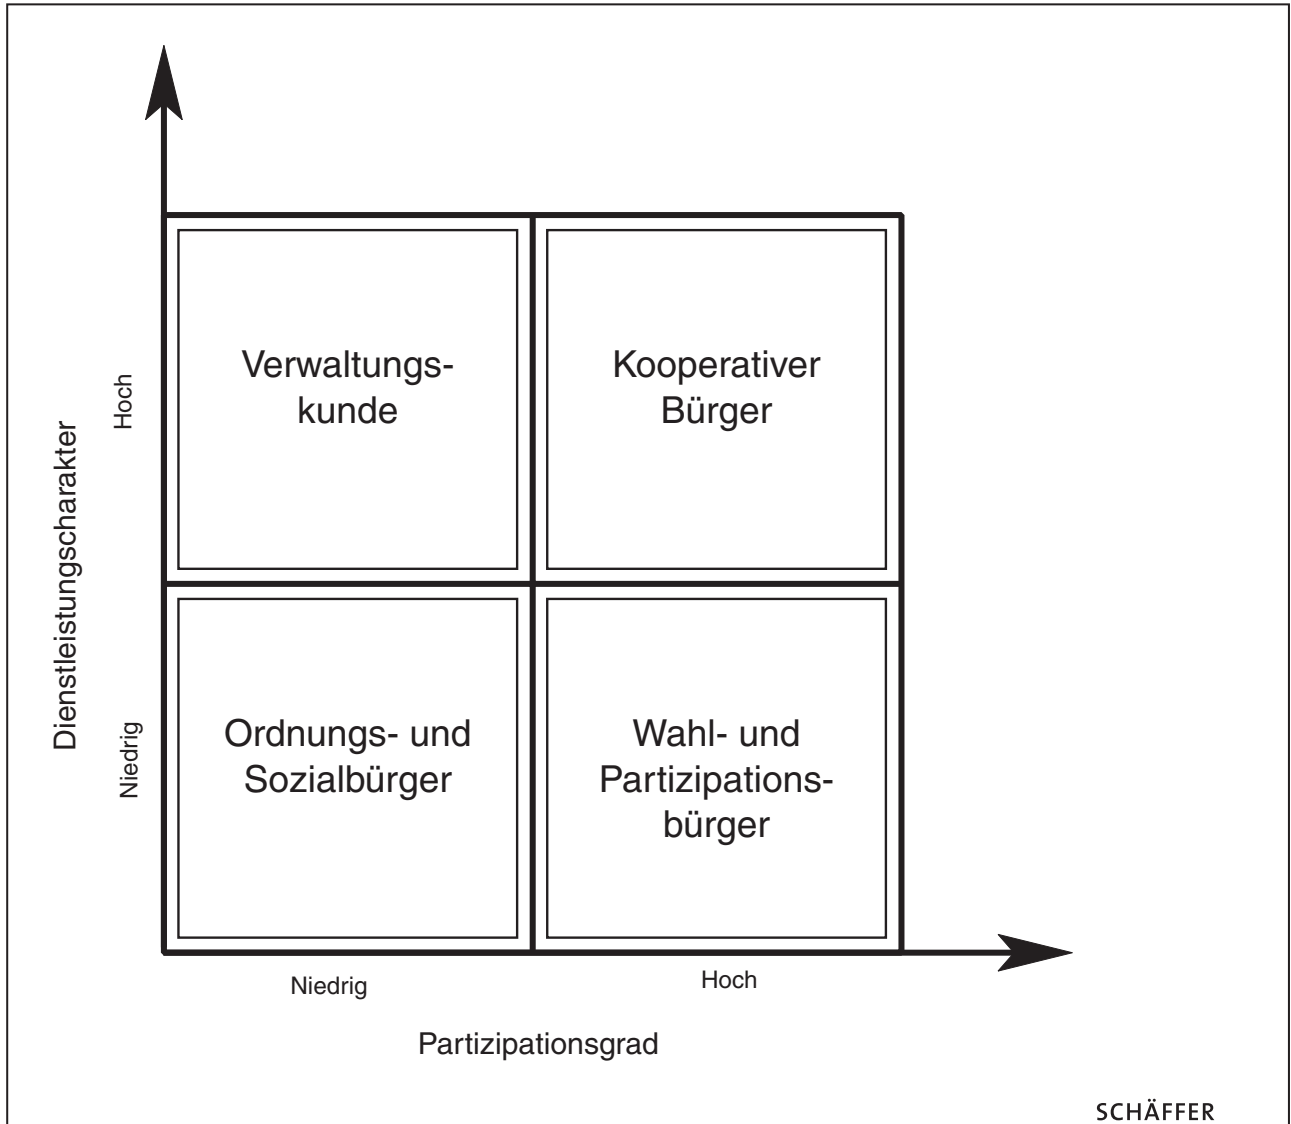 Dienstleistungscharakter
Hoch
Niedrig
Verwaltungs-
kunde
Kooperativer
Bürger
Ordnungs- und
Sozialbürger
Wahl- und
Partizipations-
bürger
Niedrig
Hoch
Partizipationsgrad
SCHÄFFER